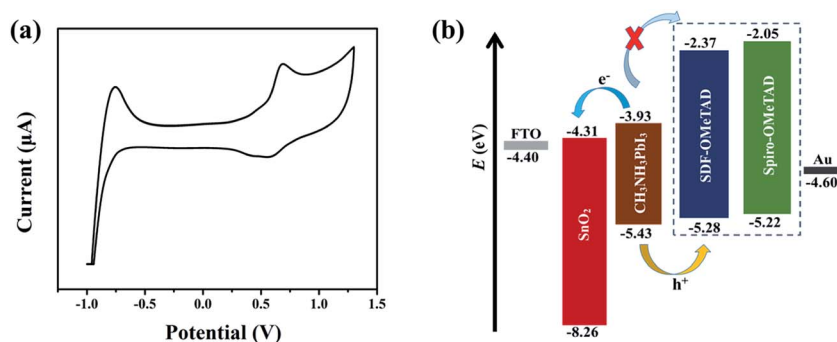 (a)
Current (µA)
-1.0 -0.5 0.0 0.5 1.0 1.5
Potential (V)
(b)
E (eV)
FTO
-4.40
e-
-4.31
SnO2
-8.26
-3.93
CH3NH3PbI3
-5.43
h+
-2.37
SDF-OMeTAD
-5.28
-2.05
Spiro-OMeTAD
-5.22
Au
-4.60